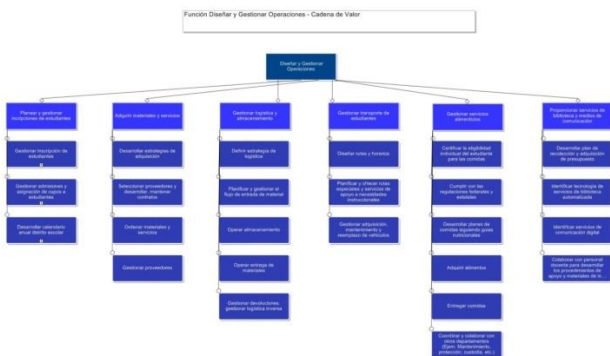 Función Diseñar y Gestionar Operaciones - Cadena de Valor
Diseñar y Gestionar
Operaciones
Planear y gestionar
incripciones de estudiantes
Gestionar inscripción de
estudiantes
Gestionar admisiones y
asignación de cupos a
estudiantes
Desarrollar calendario
anual distrito escolar
Adquirir materiales y servicios
Desarrollar estrategias de
adquisición
Seleccionar proveedores y
desarrollar, mantener
contratos
Ordenar materiales y
servicios
Gestionar proveedores
Gestionar logística y
almacenamiento
Definir estrategia de
logística
Planificar y gestionar el
flujo de entrada de material
Operar almacenamiento
Operar entrega de
materiales
Gestionar devoluciones,
gestionar logística inversa
Gestionar transporte de
estudiantes
Diseñar rutas y horarios
Planificar y ofrecer rutas
especiales y servicios de
apoyo a necesidades
institucionales
Gestionar adquisición,
mantenimiento y
reemplazo de vehículos
Gestionar servicios
alimenticios
Certificar la elegibilidad
individual del estudiante
para las comidas
Cumplir con las
regulaciones federales y
estatales
Desarrollar planes de
comidas siguiendo guías
nutricionales
Adquirir alimentos
Entregar comidas
Coordinar y colaborar con
otros departamentos
(Ejem. Mantenimiento,
protección, custodia, etc.)
Proporcionar servicios de
biblioteca y medios de
comunicación
Desarrollar plan de
recolección y adquisición de
presupuesto
Identificar tecnología de
servicios de biblioteca
automatizada
Identificar servicios de
comunicación digital
Colaborar con personal
docente para desarrollar
los procedimientos de
apoyo y materiales de in...